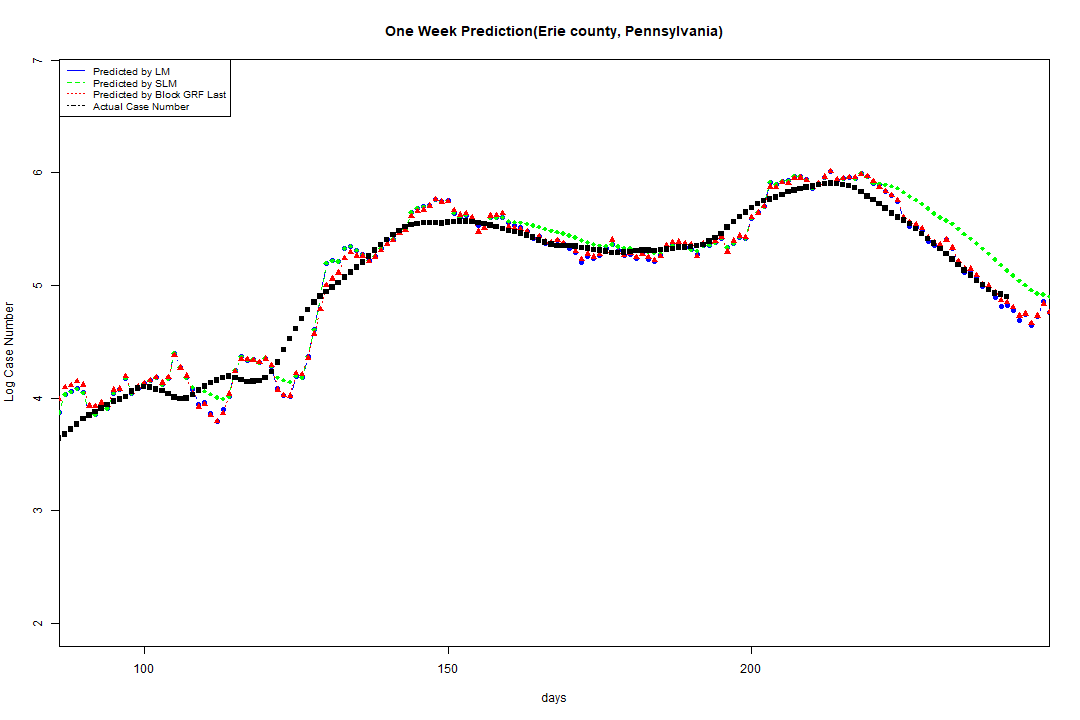 One Week Prediction(Erie county, Pennsylvania)
Predicted by LM
Predicted by SLM
Predicted by Block GRF Last
Actual Case Number
7
6
5
4
3
2
Log Case Number
100 150 200
days